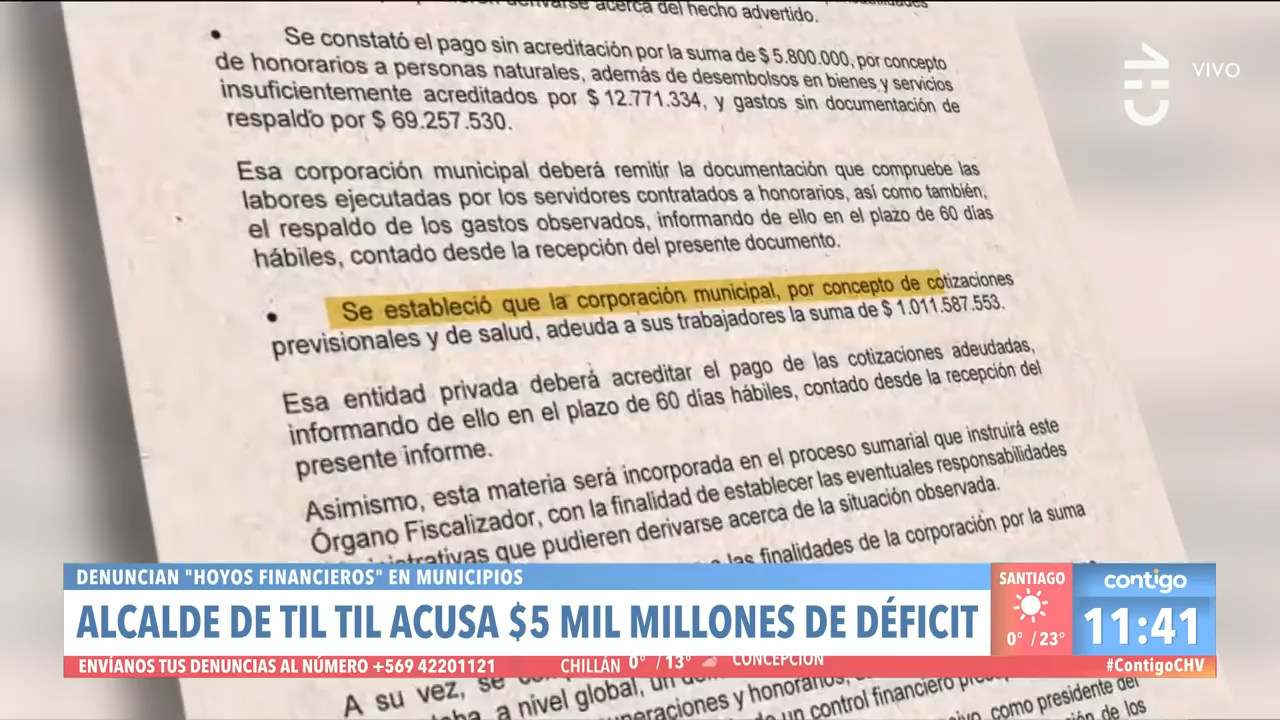 derivarse acerca del hecho advertido.
• Se constató el pago sin acreditación por la suma de $ 5.800.000, por concepto
de honorarios a personas naturales, además de desembolsos en bienes y servicios
insuficientemente acreditados por $ 12.771.334, y gastos sin documentación de
respaldo por $ 69.257.530.
Esa corporación municipal deberá remitir la documentación que compruebe las
labores ejecutadas por los servidores contratados a honorarios, así como también,
el respaldo de los gastos observados, informando de ello en el plazo de 60 días
hábiles, contado desde la recepción del presente documento.
• Se estableció que la corporación municipal, por concepto de cotizaciones
previsionales y de salud, adeuda a sus trabajadores la suma de $ 1.011.587.553.
Esa entidad privada deberá acreditar el pago de las cotizaciones adeudadas,
informando de ello en el plazo de 60 días hábiles, contado desde la recepción del
presente informe.
Asimismo, esta materia será incorporada en el proceso sumarial que instruirá este
Órgano Fiscalizador, con la finalidad de establecer las eventuales responsabilidades
que pudieren derivarse acerca de la situación observada.
las finalidades de la corporación por la suma
CHV
VIVO
DENUNCIAN "HOYOS FINANCIEROS" EN MUNICIPIOS
ALCALDE DE TIL TIL ACUSA $5 MIL MILLONES DE DÉFICIT
SANTIAGO
0° / 23°
contigo
11:41
ENVÍANOS TUS DENUNCIAS AL NÚMERO +569 42201121
CHILLÁN 0° / 13°
CONCEPCIÓN
#ContigoCHV
A su vez, se
a nivel global, un
y honorarios,
un control financiero
como presidente del
de los